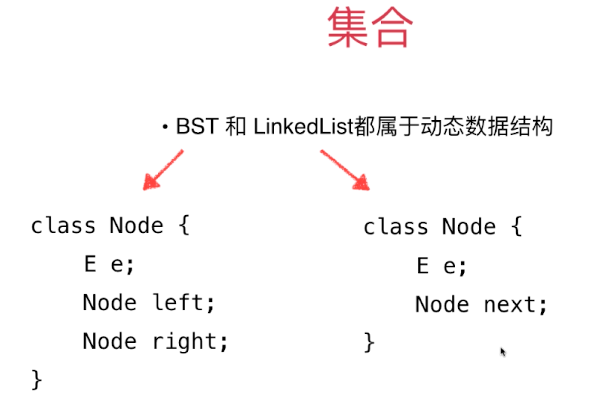 集合
• BST 和 LinkedList都属于动态数据结构
class Node {
    E e;
    Node left;
    Node right;
}
class Node {
    E e;
    Node next;
}